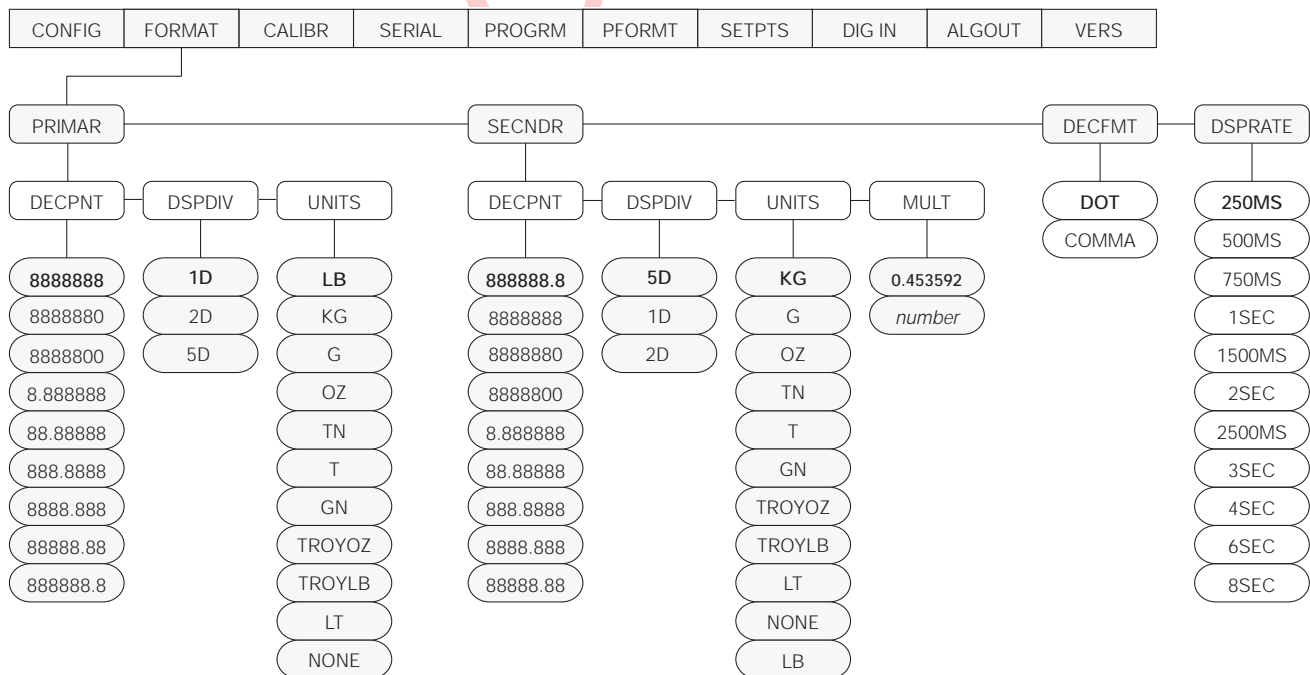 CONFIG FORMAT CALIBR SERIAL PROGRM PFORMT SETPTS DIG IN ALGOUT VERS
PRIMAR SECNDR DECFMT DSPRATE
DECPNT DSPDIV UNITS DECPNT DSPDIV UNITS MULT DOT 250MS
COMMA 500MS
8888888 1D LB 888888.8 5D KG 0.453592 750MS
8888880 2D KG 8888888 1D G number 1SEC
8888800 5D G 8888880 2D OZ 1500MS
8.888888 OZ 8888800 TN 2SEC
88.88888 TN 8.888888 T 2500MS
888.8888 T 88.88888 GN 3SEC
8888.888 GN 888.8888 TROYOZ 4SEC
88888.88 TROYOZ 8888.888 TROYLB 6SEC
888888.8 TROYLB 88888.88 LT 8SEC
LT NONE
NONE LB